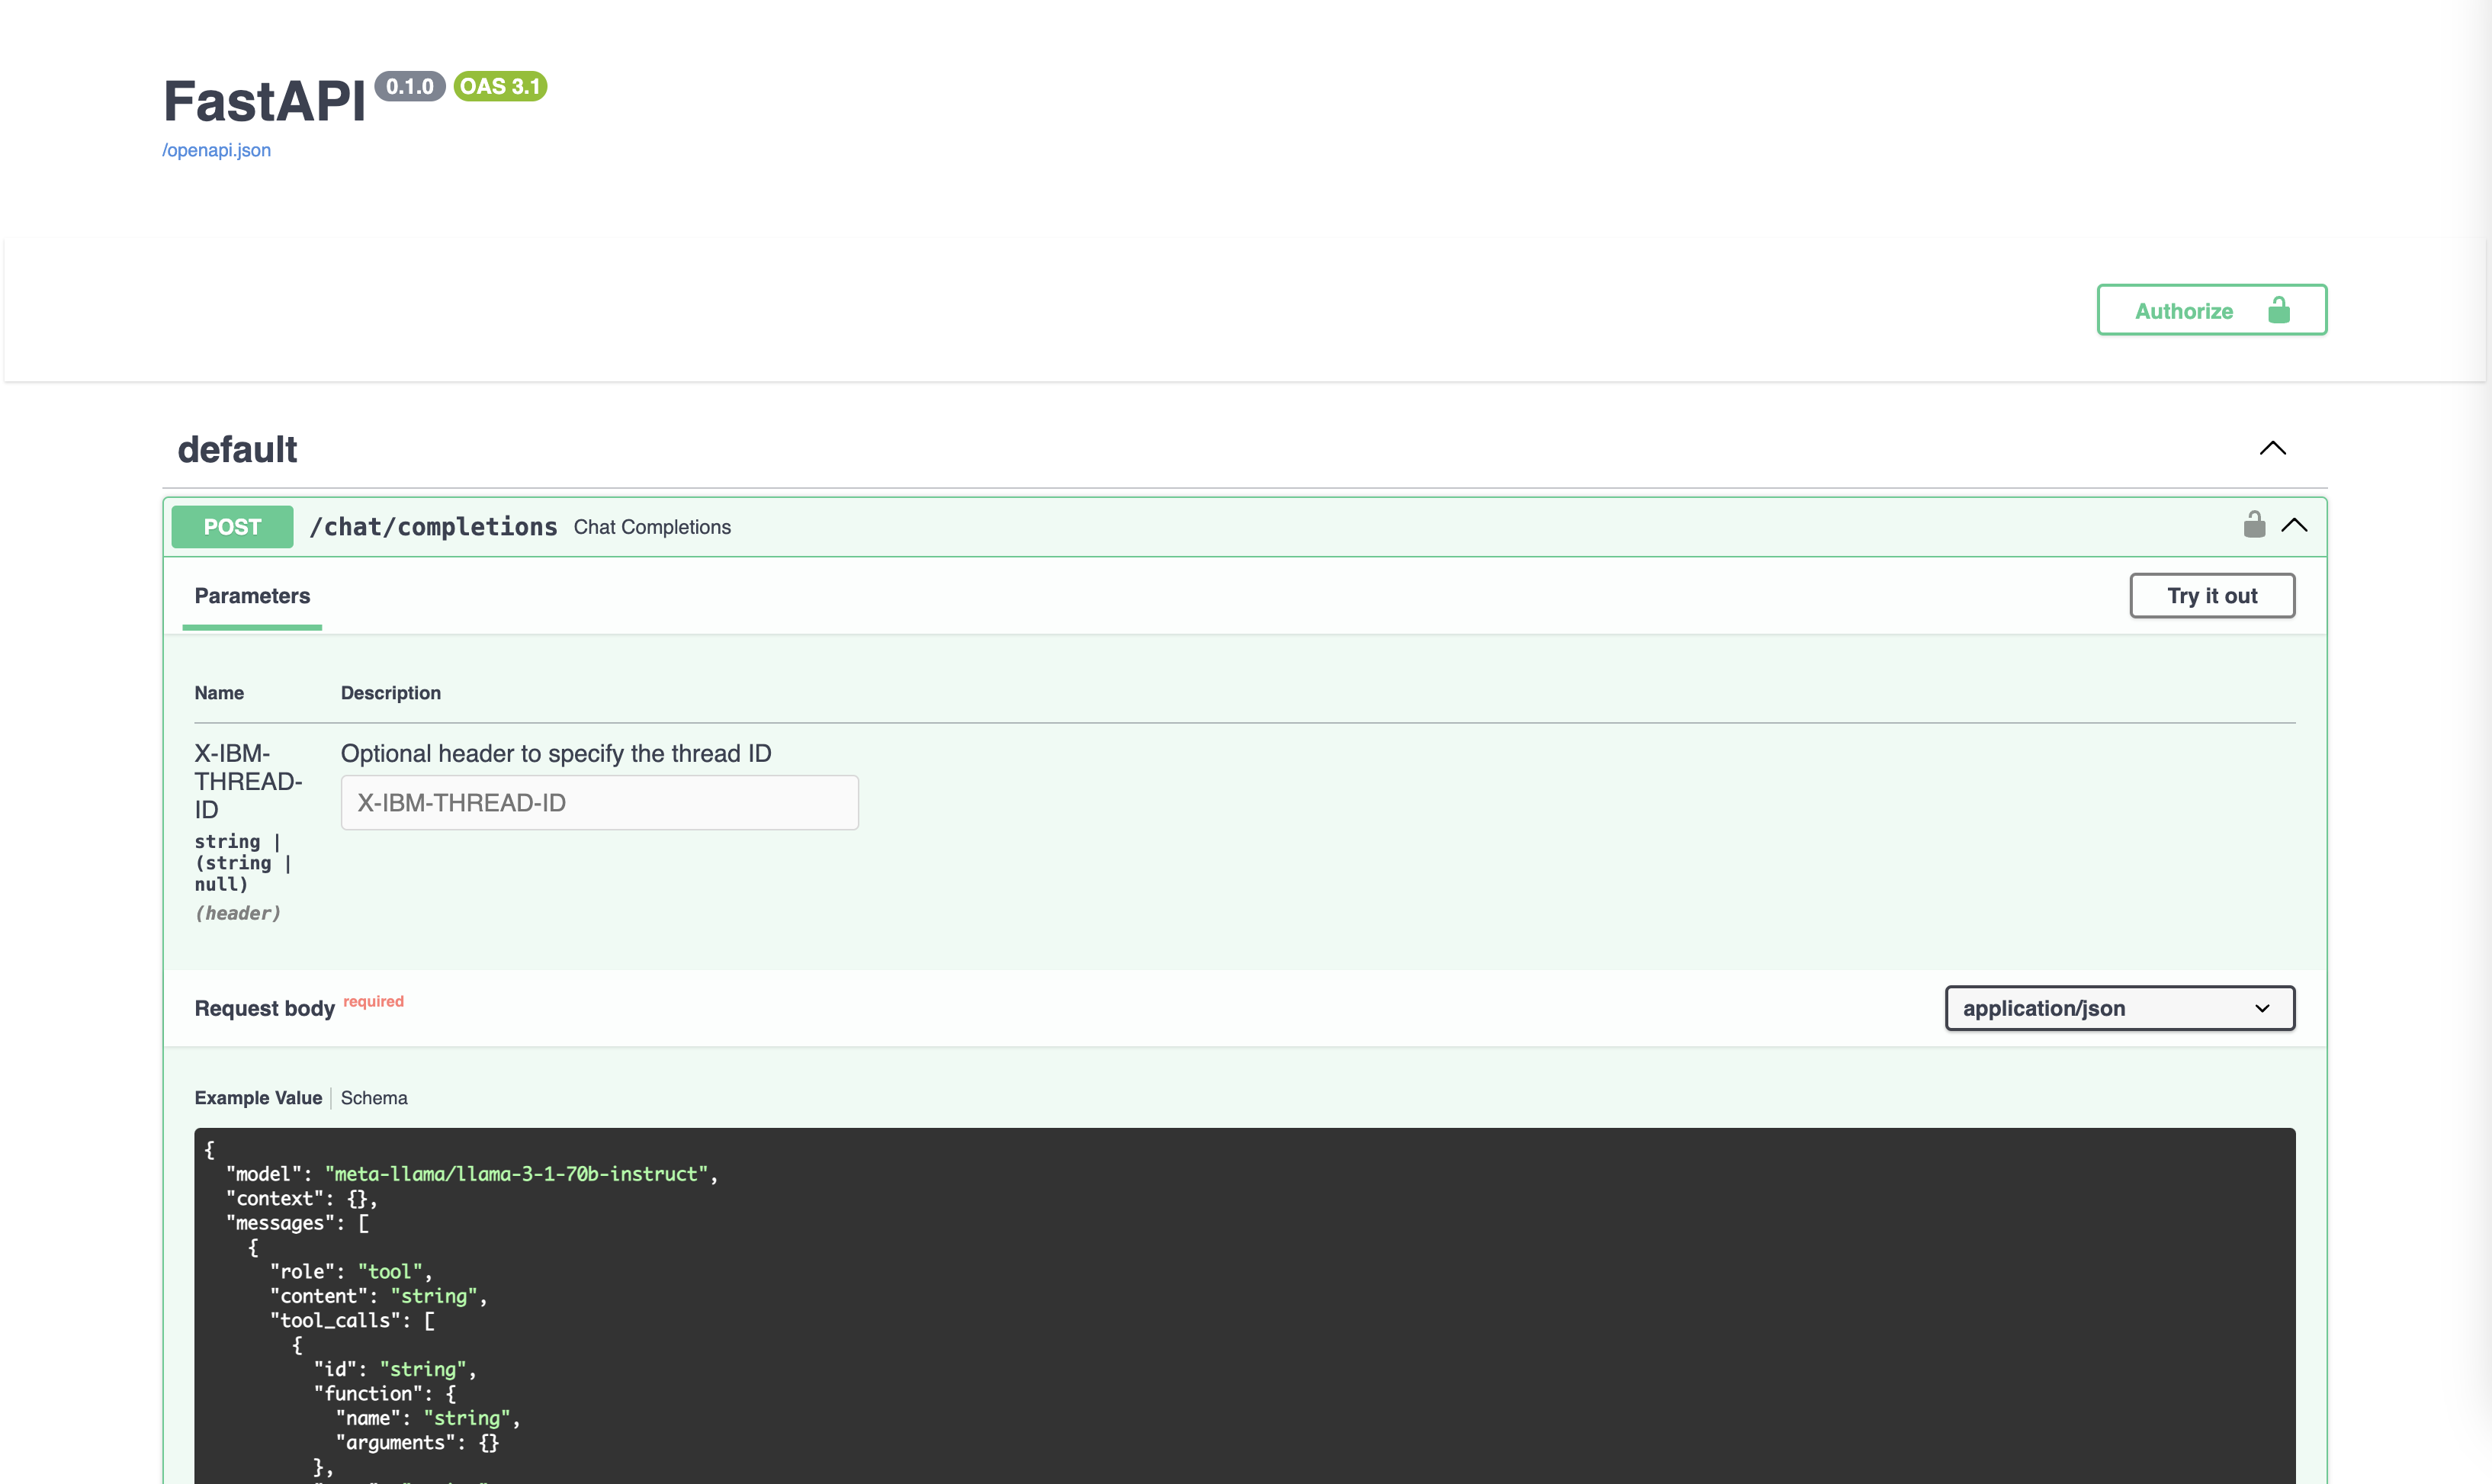 FastAPI 0.1.0 OAS 3.1
/openapi.json
Authorize
default
POST /chat/completions Chat Completions
Parameters
Try it out
Name Description
X-IBM-
THREAD-
ID
string |
(string |
null)
(header)
Optional header to specify the thread ID
X-IBM-THREAD-ID
Request body required
application/json
Example Value Schema
{
  "model": "meta-llama/llama-3-1-70b-instruct",
  "context": {},
  "messages": [
    {
      "role": "tool",
      "content": "string",
      "tool_calls": [
        {
          "id": "string",
          "function": {
            "name": "string",
            "arguments": {}
          },